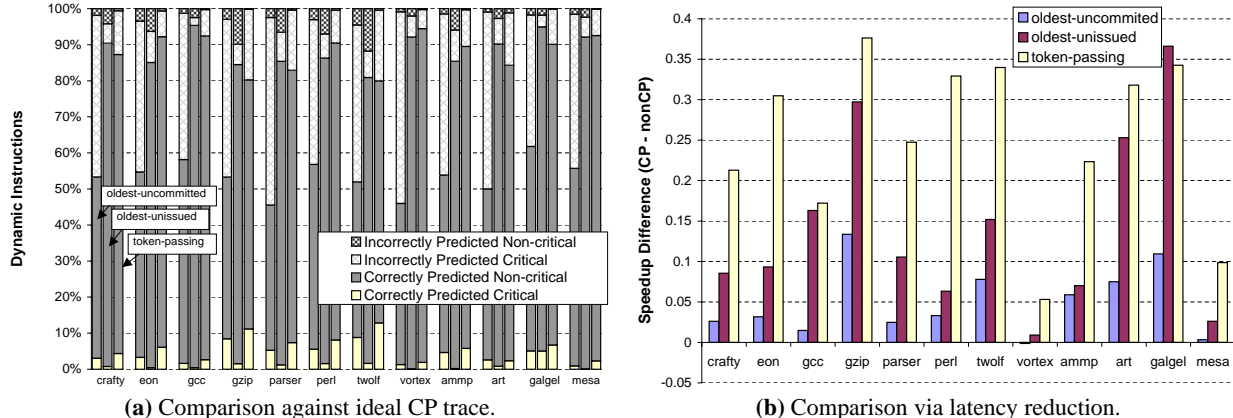 100%
90%
80%
70%
60%
50%
40%
30%
20%
10%
0%
Dynamic Instructions
oldest-uncommitted
oldest-unissued
token-passing
Incorrectly Predicted Non-critical
Incorrectly Predicted Critical
Correctly Predicted Non-critical
Correctly Predicted Critical
crafty eon gcc gzip parser perl twolf vortex ammp art galgel mesa
(a) Comparison against ideal CP trace.
0.4
0.35
0.3
0.25
0.2
0.15
0.1
0.05
0
-0.05
Speedup Difference (CP - nonCP)
oldest-uncommited
oldest-unissued
token-passing
crafty eon gcc gzip parser perl twolf vortex ammp art galgel mesa
(b) Comparison via latency reduction.